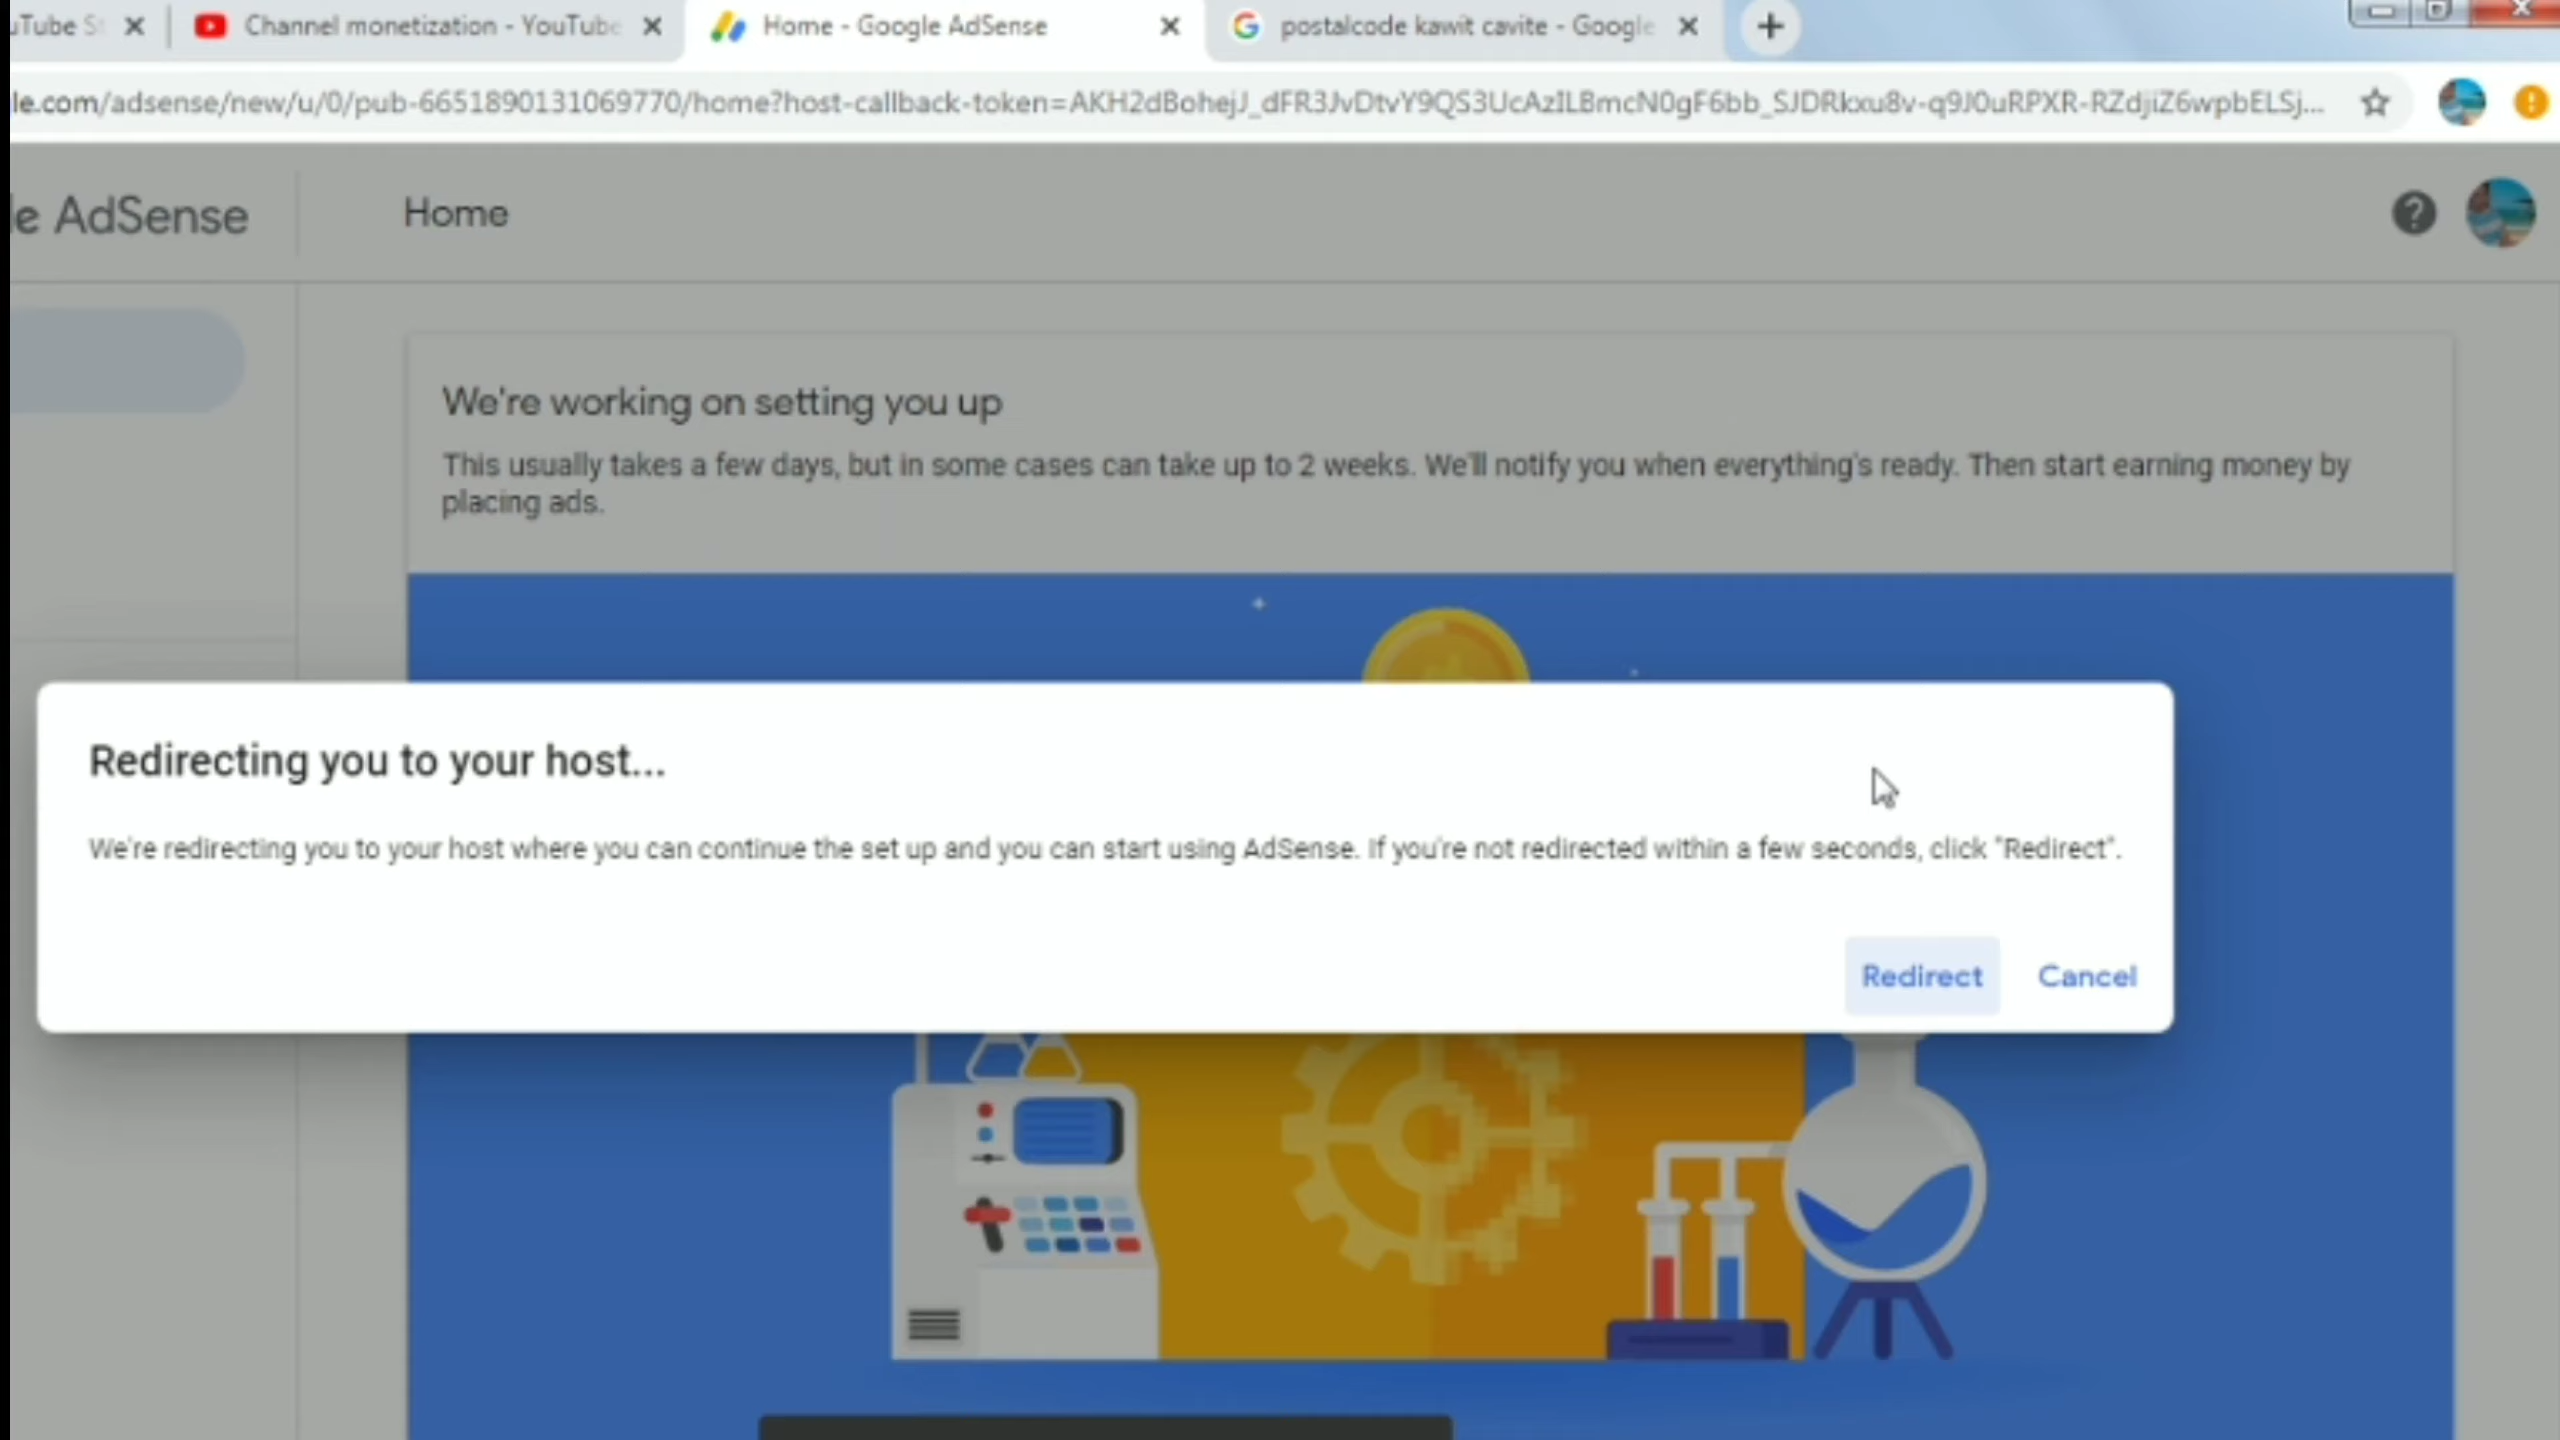 uTube S
Channel monetization - YouTube
Home - Google AdSense
postalcode kawit cavite - Google
le.com/adsense/new/u/0/pub-6651890131069770/home?host-callback-token=AKH2dBohejJ_dFR3JvDtvY9QS3UcAzILBmcN0gF6bb_SJDRkxu8v-q9J0uRPXR-RZdjiZ6wpbELSj...
le AdSense
Home
We're working on setting you up
This usually takes a few days, but in some cases can take up to 2 weeks. We'll notify you when everything's ready. Then start earning money by
placing ads.
Redirecting you to your host...
We're redirecting you to your host where you can continue the set up and you can start using AdSense. If you're not redirected within a few seconds, click "Redirect".
Redirect
Cancel